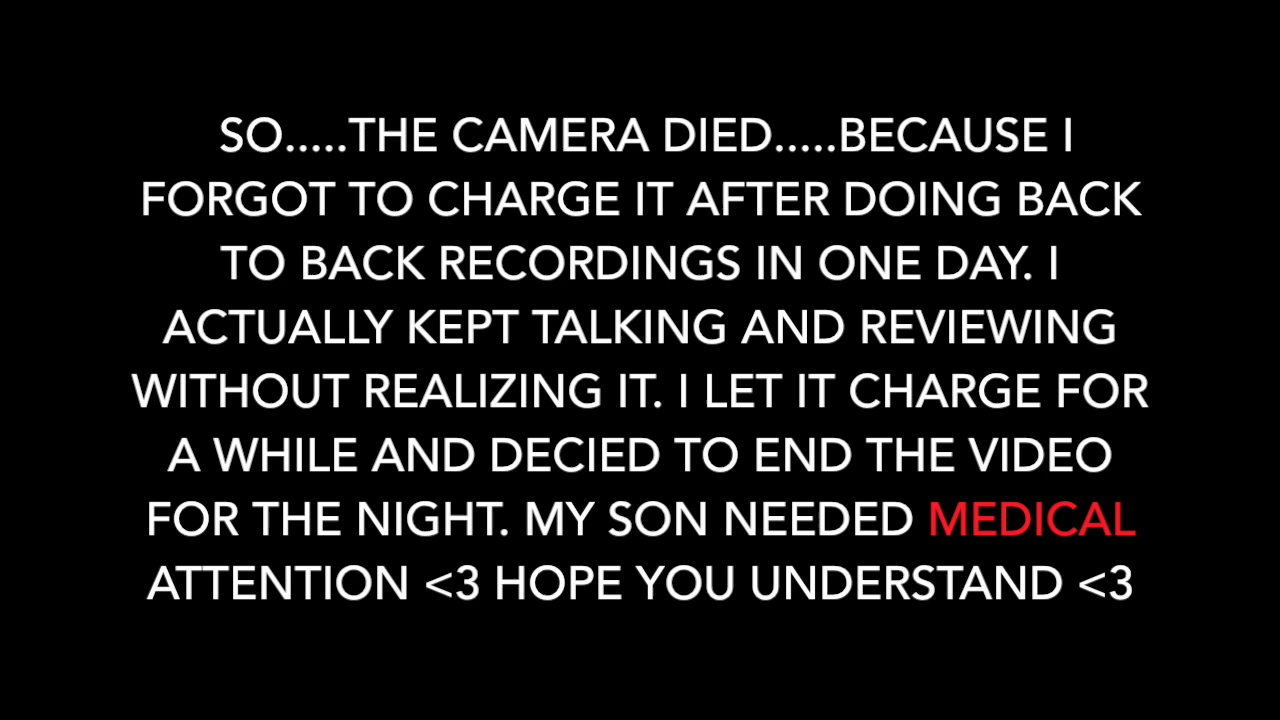 SO.....THE CAMERA DIED.....BECAUSE I
FORGOT TO CHARGE IT AFTER DOING BACK
TO BACK RECORDINGS IN ONE DAY. I
ACTUALLY KEPT TALKING AND REVIEWING
WITHOUT REALIZING IT. I LET IT CHARGE FOR
A WHILE AND DECIED TO END THE VIDEO
FOR THE NIGHT. MY SON NEEDED MEDICAL
ATTENTION <3 HOPE YOU UNDERSTAND <3